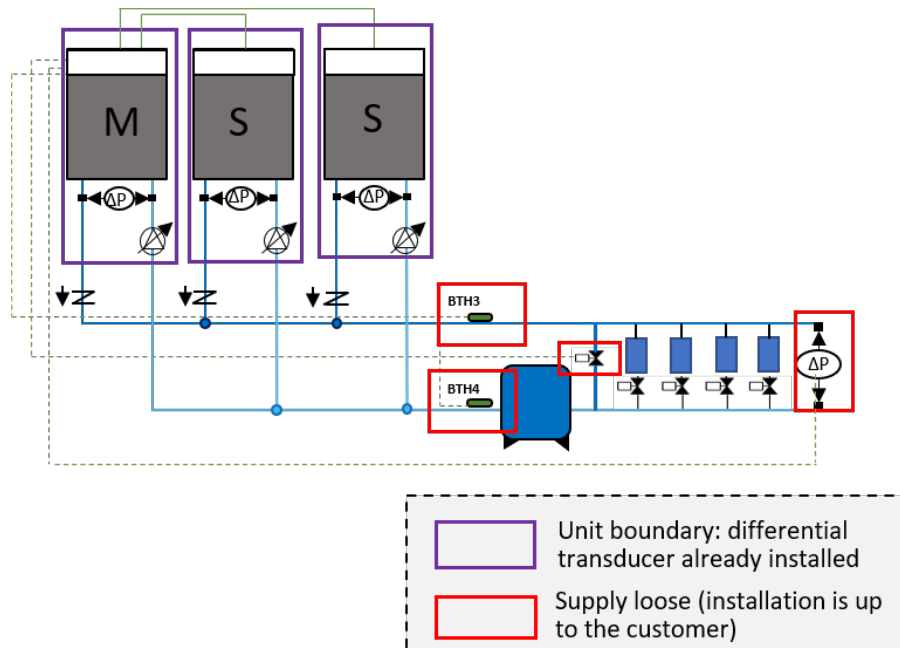 M
S
S
ΔP
ΔP
ΔP
BTH3
BTH4
ΔP
Unit boundary: differential
transducer already installed
Supply loose (installation is up
to the customer)